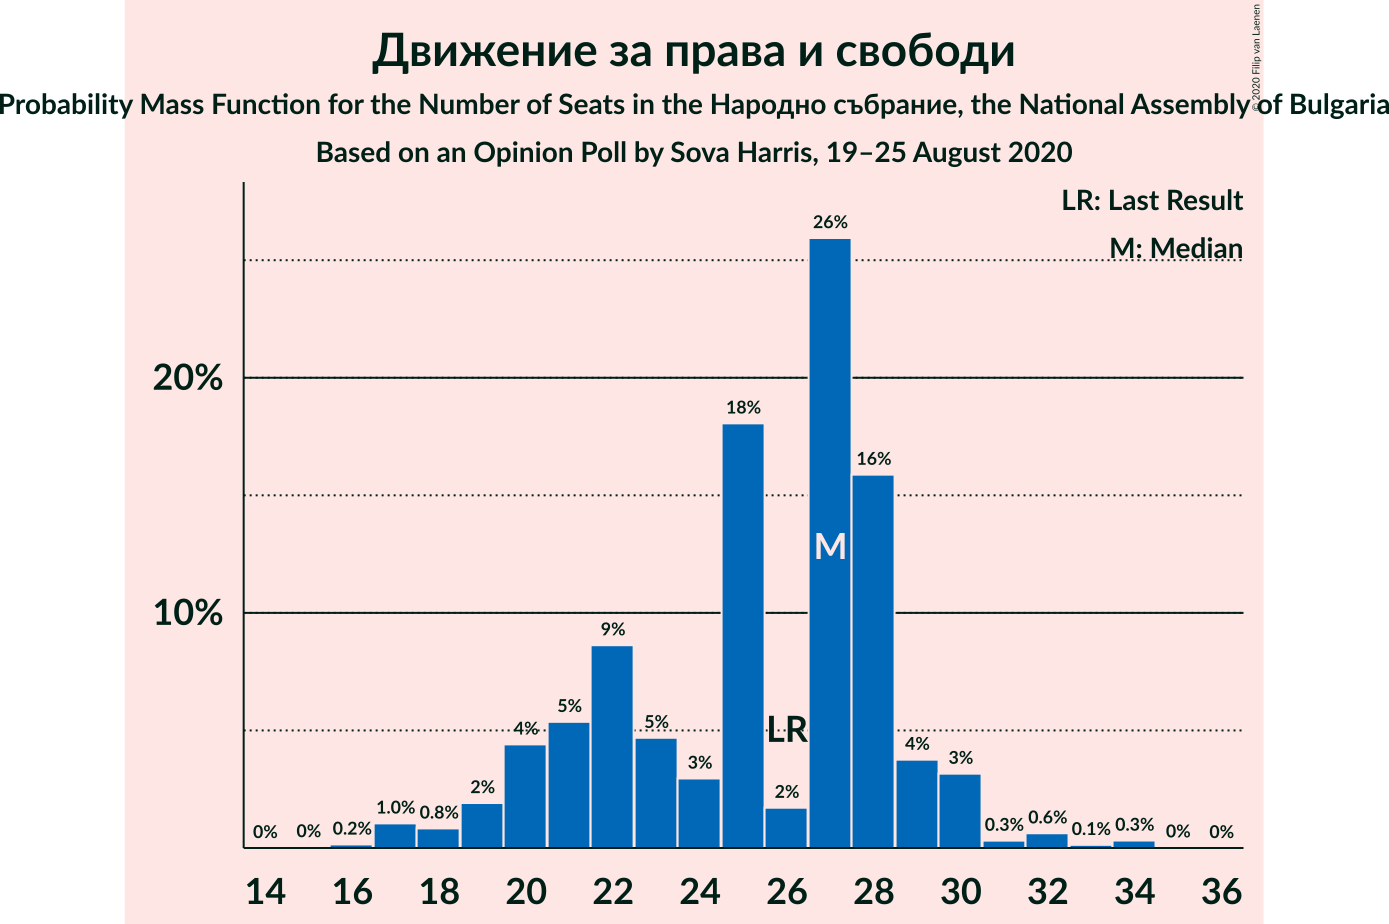 Движение за права и свободи
Probability Mass Function for the Number of Seats in the Народно събрание, the National Assembly of Bulgaria
Based on an Opinion Poll by Sova Harris, 19–25 August 2020
© 2020 Filip van Laenen
LR: Last Result
M: Median
26%
20%
18%
16%
M
10%
9%
5%
4%
5%
LR
4%
3%
3%
2%
2%
1.0%
0.8%
0.6%
0.3%
0.1%
0.3%
0%
0%
0.2%
0%
0%
14 16 18 20 22 24 26 28 30 32 34 36